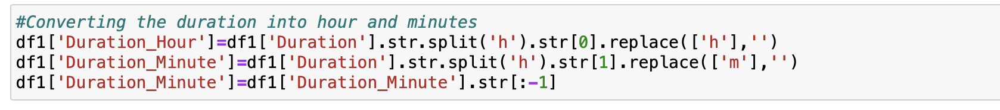 #Converting the duration into hour and minutes
df1['Duration_Hour']=df1['Duration'].str.split('h').str[0].replace(['h'],'')
df1['Duration_Minute']=df1['Duration'].str.split('h').str[1].replace(['m'],'')
df1['Duration_Minute']=df1['Duration_Minute'].str[:-1]